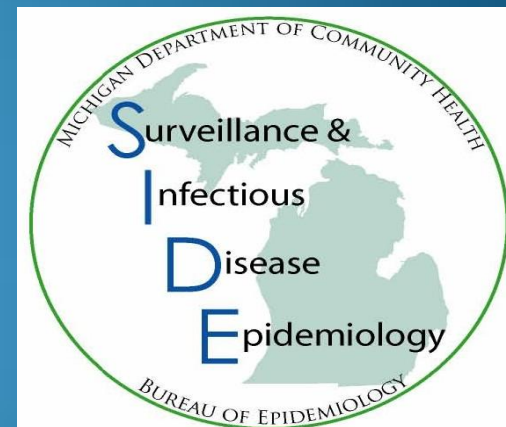 MICHIGAN DEPARTMENT OF COMMUNITY HEALTH
Surveillance &
Infectious
Disease
Epidemiology
BUREAU OF EPIDEMIOLOGY